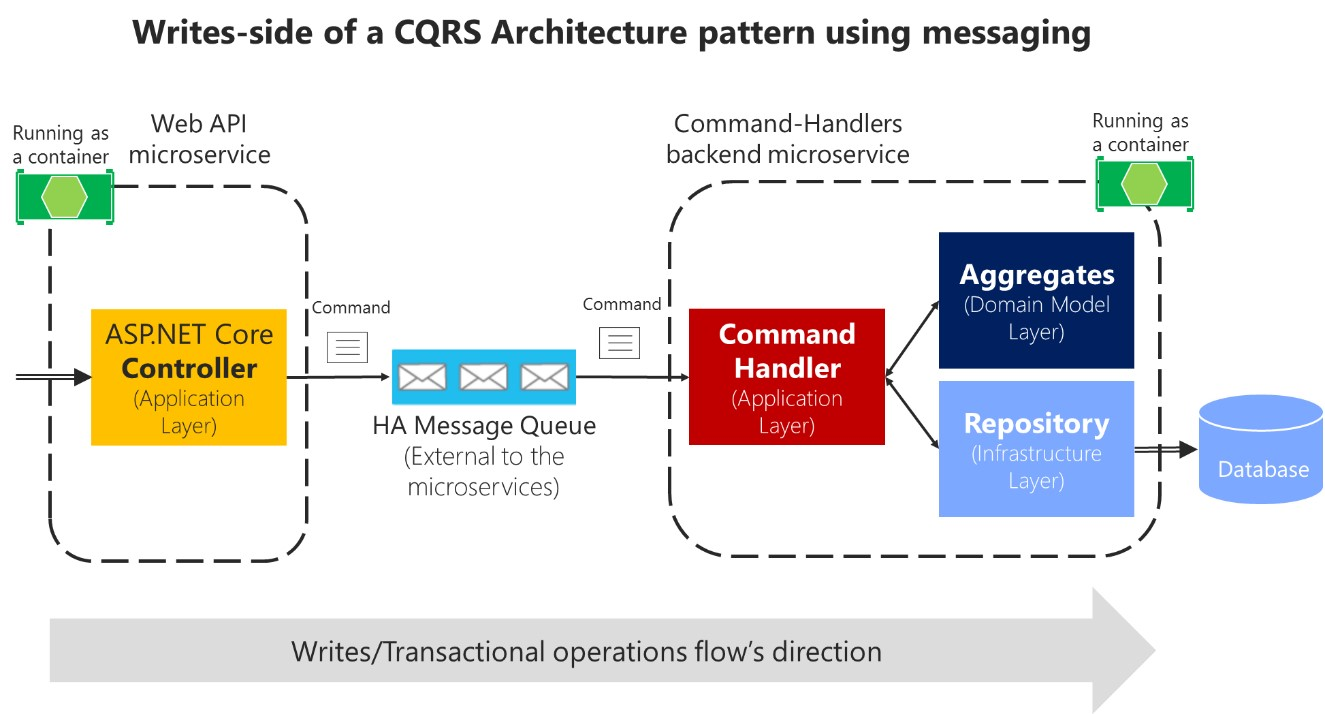 Writes-side of a CQRS Architecture pattern using messaging
Running as
a container
Web API
microservice
Command-Handlers
backend microservice
Running as
a container
ASP.NET Core
Controller
(Application
Layer)
Command
HA Message Queue
(External to the
microservices)
Command
Command
Handler
(Application
Layer)
Aggregates
(Domain Model
Layer)
Repository
(Infrastructure
Layer)
Database
Writes/Transactional operations flow's direction